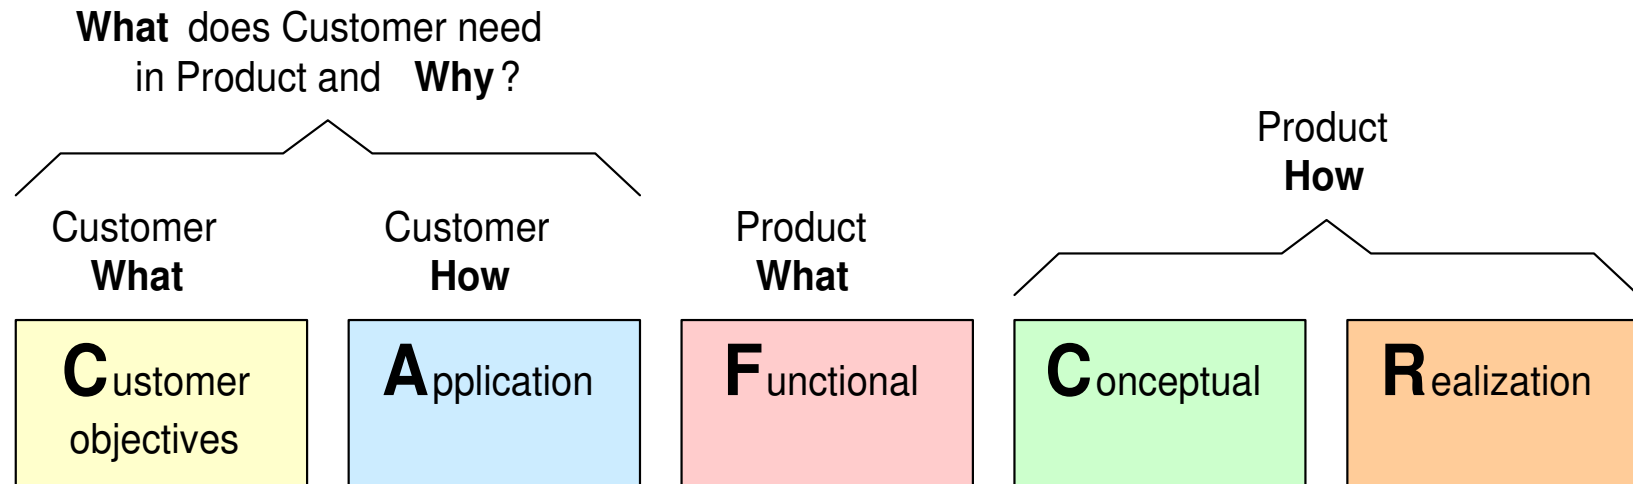 What does Customer need
in Product and Why?
Product
How
Customer
What
Customer
How
Product
What
Customer
objectives
Application
Functional
Conceptual
Realization